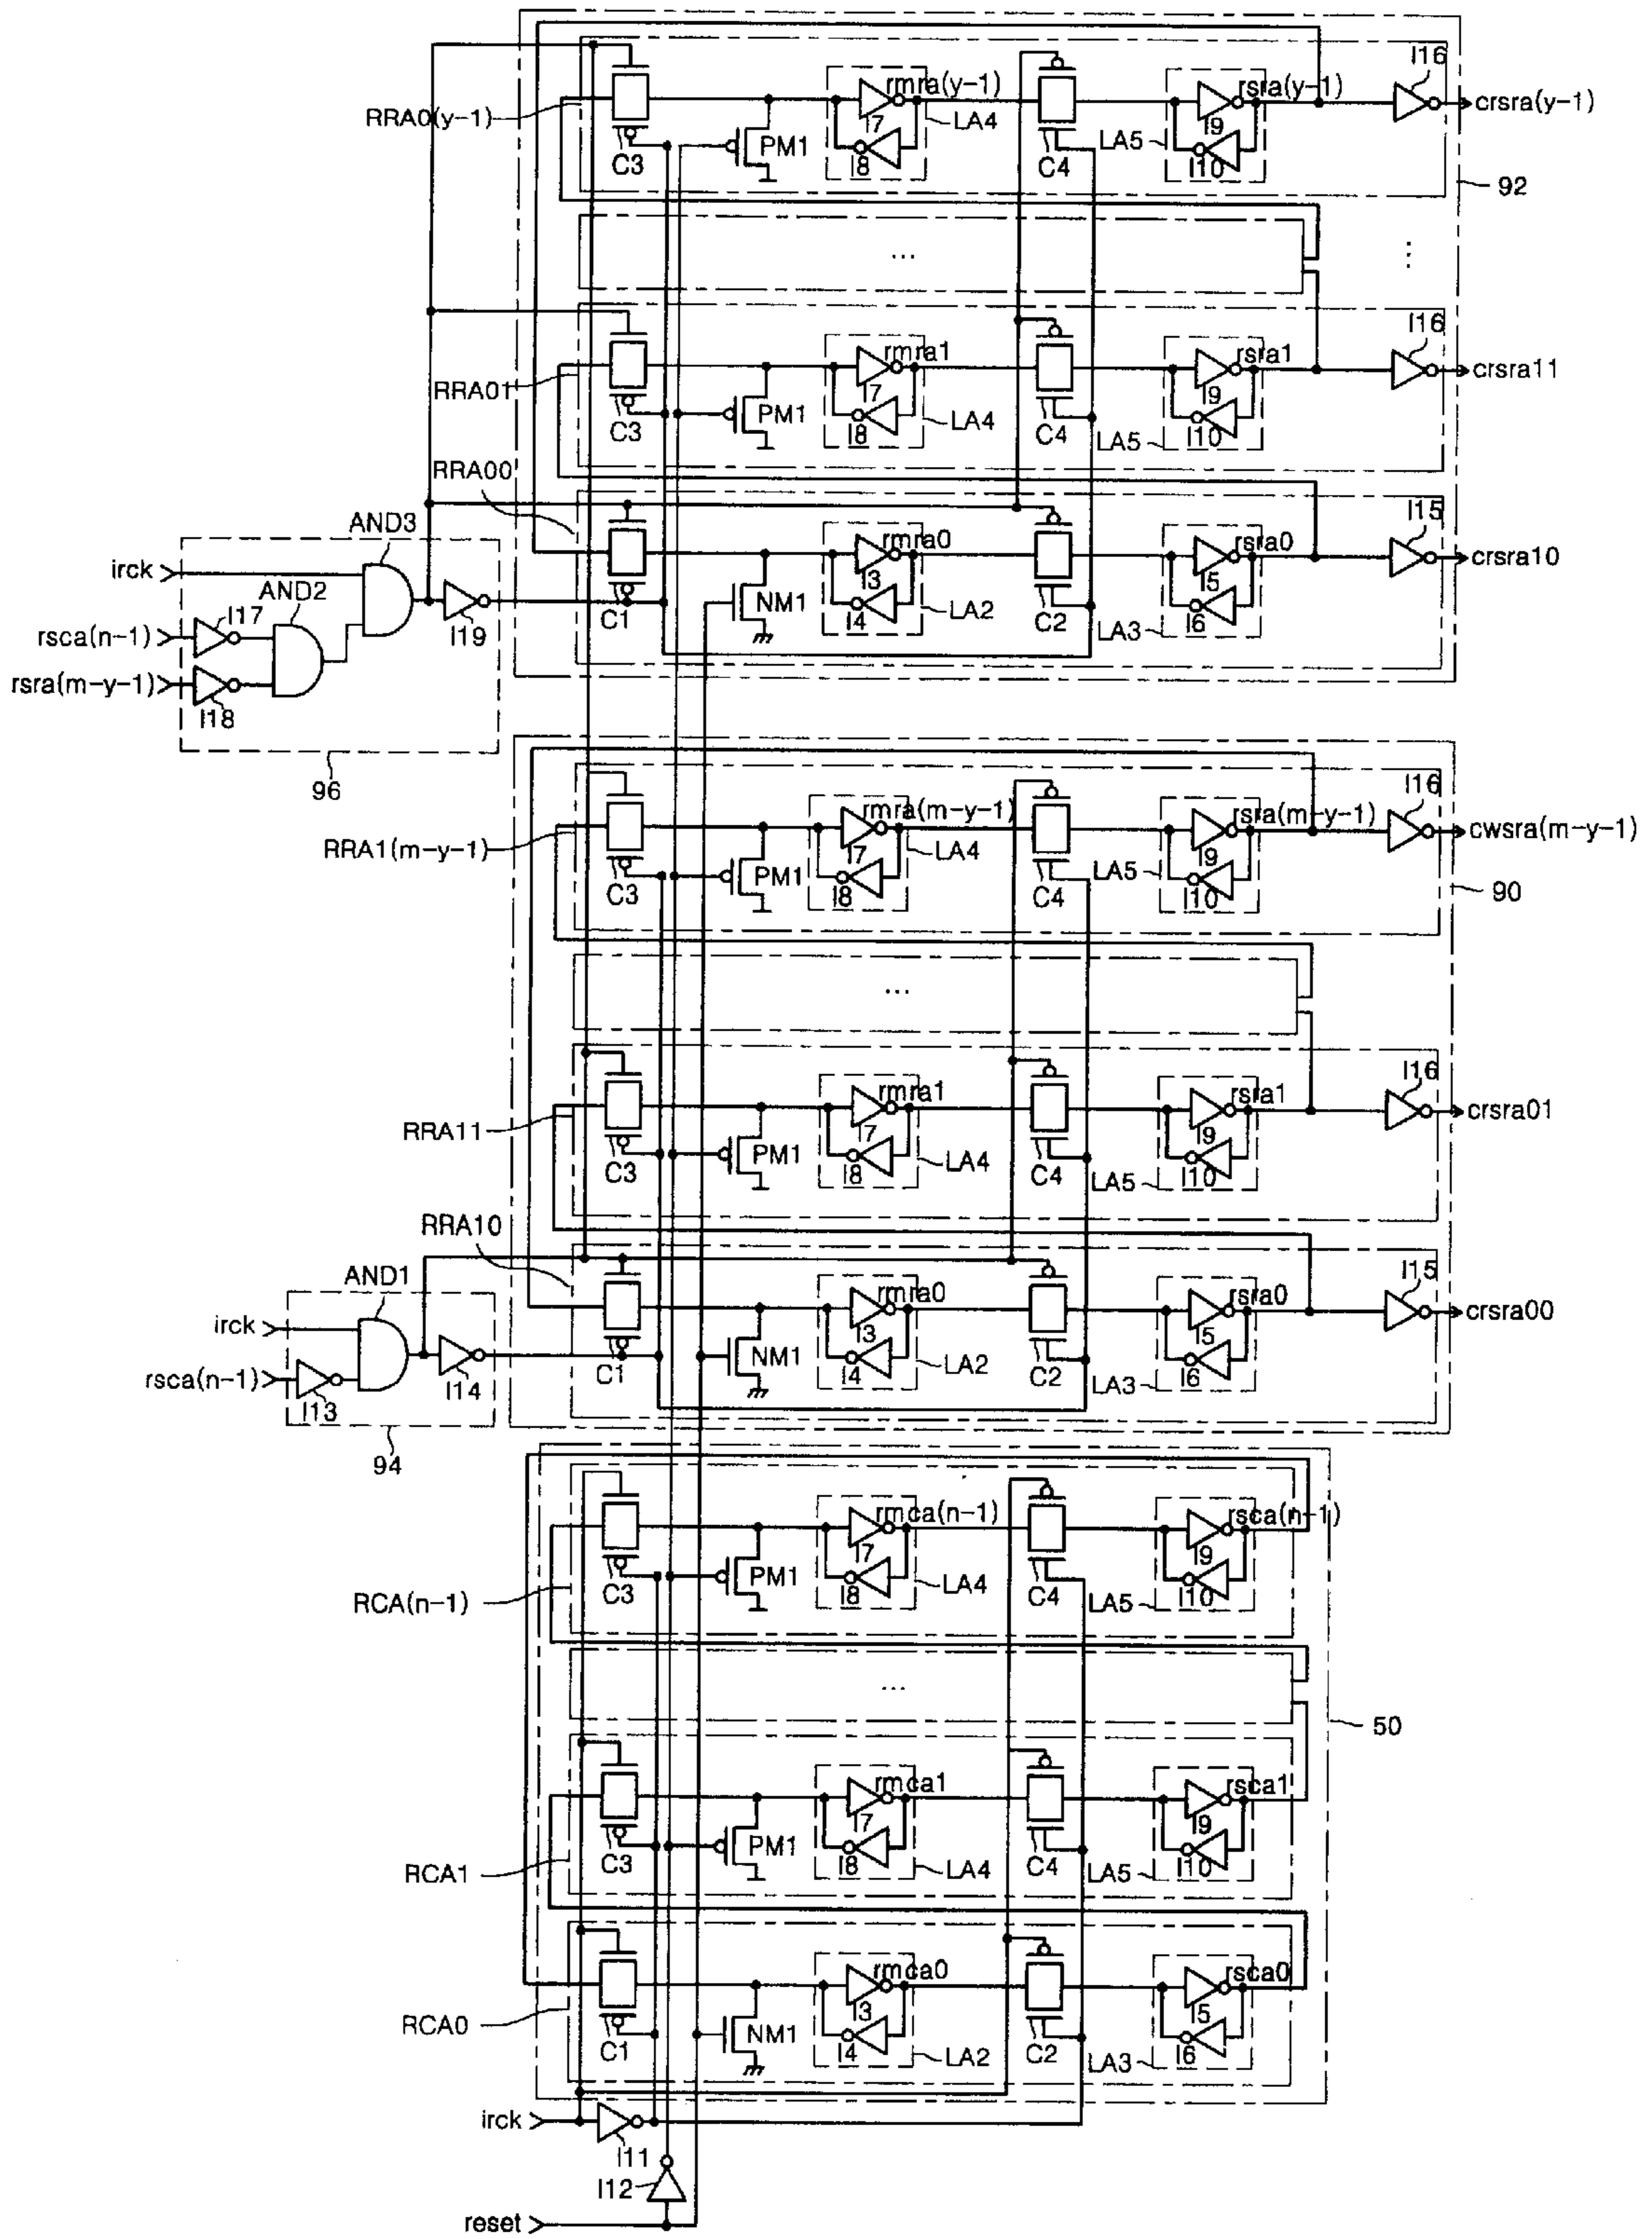 I16
rmra(y-1)
rsra(y-1)
crsra(y-1)
RRA0(y-1)
I7
LA4
I9
C3
PM1
I8
C4
LA5
I10
92
...
...
I16
rmra1
rsra1
crsra11
RRA01
I7
I9
PM1
C3
I8
LA4
C4
LA5
I10
RRA00
I15
AND3
rmra0
rsra0
crsra10
irck
AND2
I3
I5
I17
NM1
rsca(n-1)
I19
C1
I4
LA2
C2
LA3
I6
rsra(m-y-1)
I18
96
I16
rmra(m-y-1)
rsra(m-y-1)
cwsra(m-y-1)
RRA1(m-y-1)
I7
LA4
I9
PM1
C3
I8
C4
LA5
I10
90
...
I16
rmra1
rsra1
crsra01
RRA11
I7
I9
PM1
C3
I8
LA4
C4
LA5
I10
RRA10
AND1
I15
rmra0
rsra0
crsra00
irck
I3
I5
NM1
rsca(n-1)
C1
I4
LA2
C2
LA3
I6
I13
I14
94
rmca(n-1)
rsca(n-1)
I7
I9
PM1
RCA(n-1)
C3
I8
LA4
C4
LA5
I10
...
50
rmca1
rsca1
I7
I9
PM1
RCA1
C3
I8
LA4
C4
LA5
I10
rmca0
rsca0
I3
I5
RCA0
NM1
C1
I4
LA2
C2
LA3
I6
irck
I11
I12
reset